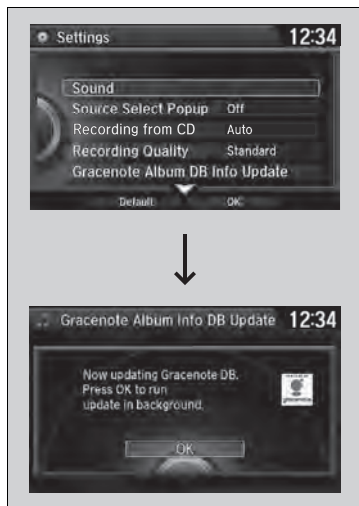 Settings 12:34
Sound
Source Select Popup Off
Recording from CD Auto
Recording Quality Standard
Gracenote Album DB Info Update
Default OK
Gracenote Album Info DB Update 12:34
Now updating Gracenote DB.
Press OK to run
update in background.
gracenote
OK